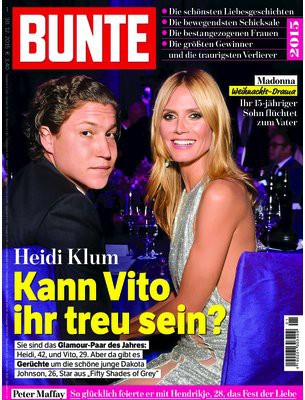 BUNTE
Die schönsten Liebesgeschichten
Die bewegendsten Schicksale
Die bestangezogenen Frauen
Die größten Gewinner
und die traurigsten Verlierer
2015
Madonna
Weihnachts-Drama
Ihr 15-jähriger
Sohn flüchtet
zum Vater
Heidi Klum
Kann Vito
ihr treu sein?
Sie sind das Glamour-Paar des Jahres:
Heidi, 42, und Vito, 29. Aber da gibt es
Gerüchte um die schöne junge Dakota
Johnson, 26, Star aus „Fifty Shades of Grey“
Peter Maffay
So glücklich feierte er mit Hendrikje, 28, das Fest der Liebe